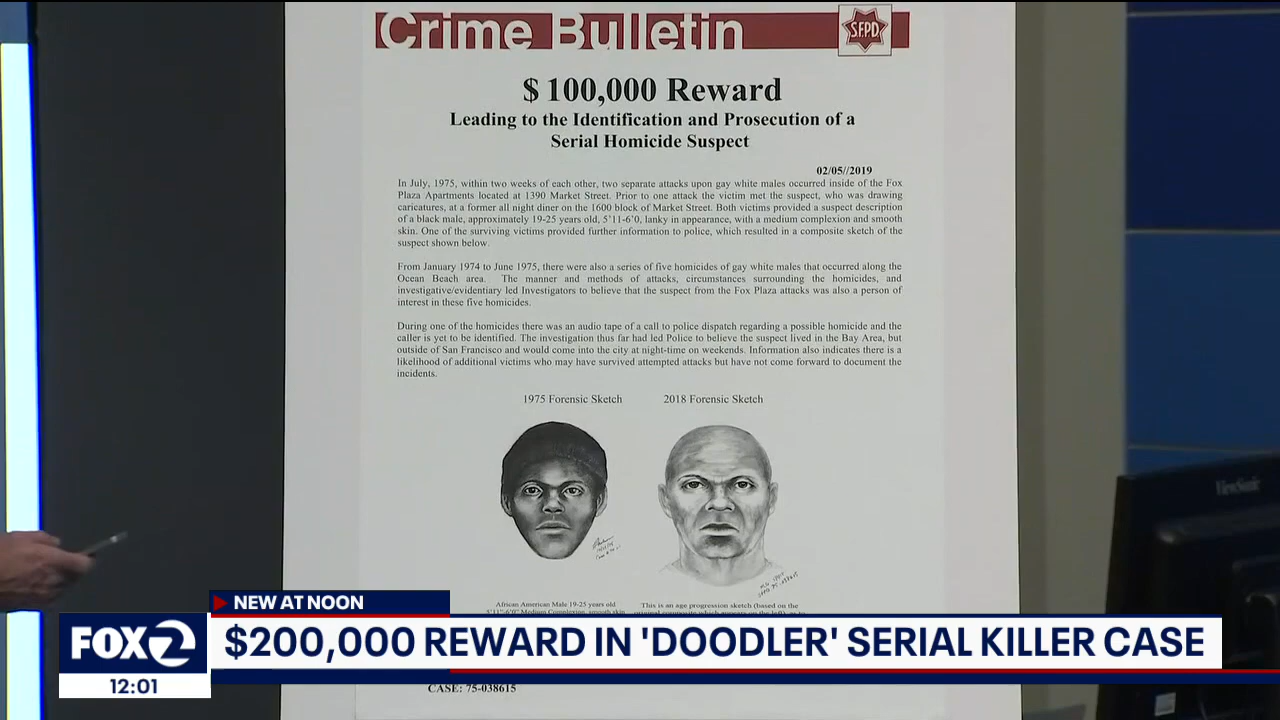 Crime Bulletin
S.F.P.D.
$ 100,000 Reward
Leading to the Identification and Prosecution of a
Serial Homicide Suspect
02/05//2019
In July, 1975, within two weeks of each other, two separate attacks upon gay white males occurred inside of the Fox
Plaza Apartments located at 1390 Market Street. Prior to one attack the victim met the suspect, who was drawing
caricatures, at a former all night diner on the 1600 block of Market Street. Both victims provided a suspect description
of a black male, approximately 19-25 years old, 5'11-6'0, lanky in appearance, with a medium complexion and smooth
skin. One of the surviving victims provided further information to police, which resulted in a composite sketch of the
suspect shown below.
From January 1974 to June 1975, there were also a series of five homicides of gay white males that occurred along the
Ocean Beach area. The manner and methods of attacks, circumstances surrounding the homicides, and
investigative/evidentiary led Investigators to believe that the suspect from the Fox Plaza attacks was also a person of
interest in these five homicides.
During one of the homicides there was an audio tape of a call to police dispatch regarding a possible homicide and the
caller is yet to be identified. The investigation thus far had led Police to believe the suspect lived in the Bay Area, but
outside of San Francisco and would come into the city at night-time on weekends. Information also indicates there is a
likelihood of additional victims who may have survived attempted attacks but have not come forward to document the
incidents.
1975 Forensic Sketch 2018 Forensic Sketch
African American Male 19-25 years old
This is an age progression sketch (based on the
NEW AT NOON
FOX 2
$200,000 REWARD IN 'DOODLER' SERIAL KILLER CASE
12:01
CASE: 75-038615
ViewSonic